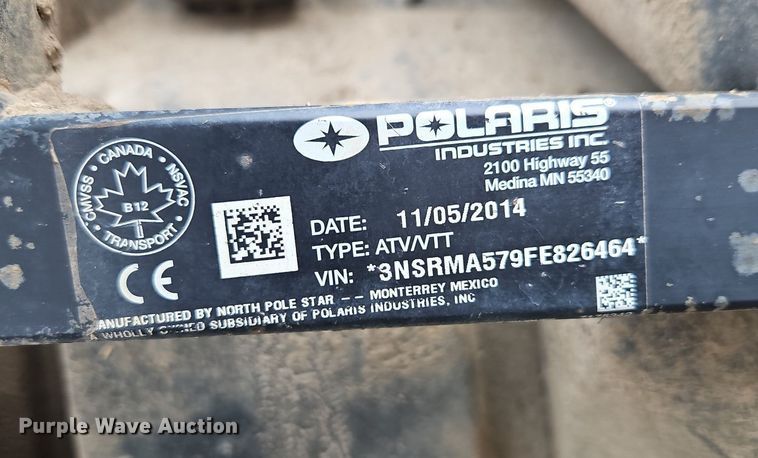 POLARIS
INDUSTRIES INC.
2100 Highway 55
Medina MN 55340
CANADA
CMVSS
NSVAC
B12
TRANSPORT
CE
DATE: 11/05/2014
TYPE: ATV/VTT
VIN: *3NSRMA579FE826464*
ANUFACTURED BY NORTH POLE STAR -- MONTERREY MEXICO
WHOLLY OWNED SUBSIDIARY OF POLARIS INDUSTRIES, INC
Purple Wave Auction